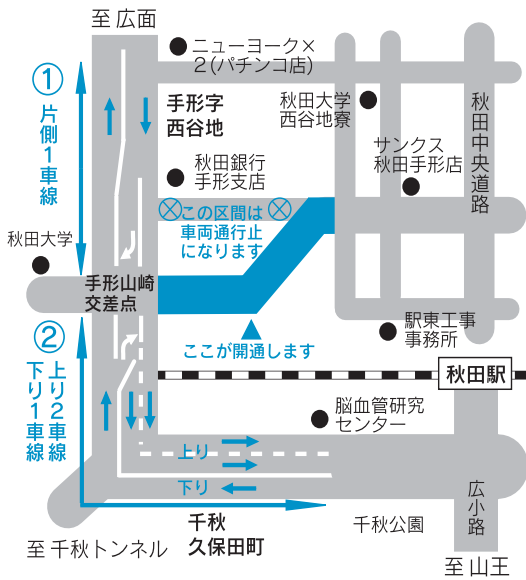 至 広面
ニューヨーク×
2(パチンコ店)
①
片側1車線
手形字
西谷地
秋田大学
西谷地寮
秋田中央道路
サンクス
秋田手形店
秋田銀行
手形支店
この区間は
車両通行止
になります
秋田大学
手形山崎
交差点
②
上り2車線
下り1車線
ここが開通します
駅東工事
事務所
秋田駅
脳血管研究
センター
上り
下り
千秋
久保田町
千秋公園
広小路
至 千秋トンネル
至 山王